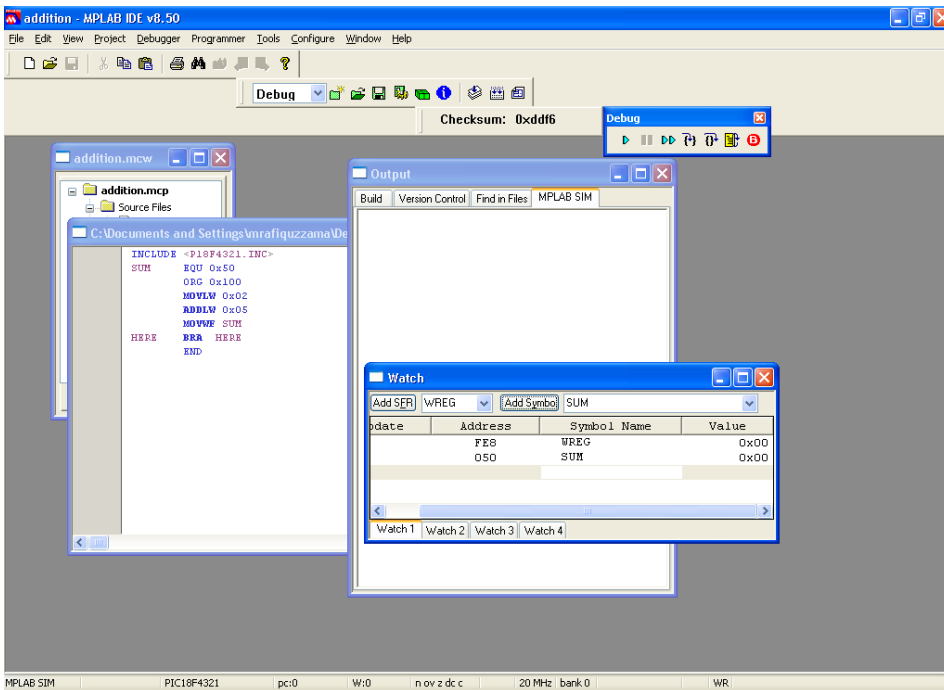 addition - MPLAB IDE v8.50
File Edit View Project Debugger Programmer Tools Configure Window Help
Debug
Checksum: 0xddf6
Debug
addition.mcw
addition.mcp
Source Files
C:\Documents and Settings\mrafiquzzama\De
INCLUDE <P18F4321.INC>
SUM EQU 0x50
ORG 0x100
MOVLW 0x02
ADDLW 0x05
MOVWF SUM
HERE BRA HERE
END
Output
Build Version Control Find in Files MPLAB SIM
Watch
Add SFR WREG Add Symbol SUM
pdate Address Symbol Name Value
FE8 WREG 0x00
050 SUM 0x00
Watch 1 Watch 2 Watch 3 Watch 4
MPLAB SIM PIC18F4321 pc:0 W:0 n ov z dc c 20 MHz bank 0 WR